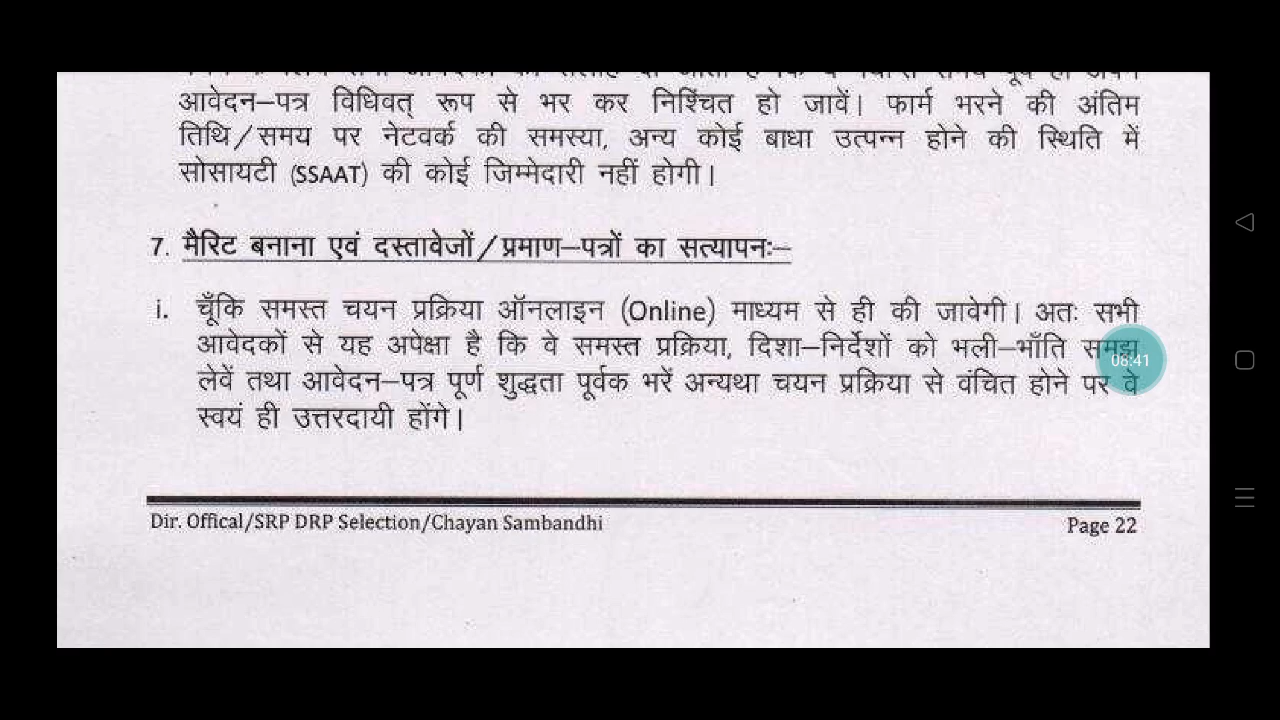 आवेदन–पत्र विधिवत् रूप से भर कर निश्चिंत हो जावें। फार्म भरने की अंतिम
तिथि/समय पर नेटवर्क की समस्या, अन्य कोई बाधा उत्पन्न होने की स्थिति में
सोसायटी (SSAAT) की कोई जिम्मेदारी नहीं होगी।
7. मैरिट बनाना एवं दस्तावेजों/प्रमाण–पत्रों का सत्यापनः–
i. चूँकि समस्त चयन प्रक्रिया ऑनलाइन (Online) माध्यम से ही की जावेगी। अतः सभी
आवेदकों से यह अपेक्षा है कि वे समस्त प्रक्रिया, दिशा–निर्देशों को भली–भाँति समझ
08:41
लेवें तथा आवेदन–पत्र पूर्ण शुद्धता पूर्वक भरें अन्यथा चयन प्रक्रिया से वंचित होने पर वे
स्वयं ही उत्तरदायी होंगे।
Dir. Offical/SRP DRP Selection/Chayan Sambandhi Page 22